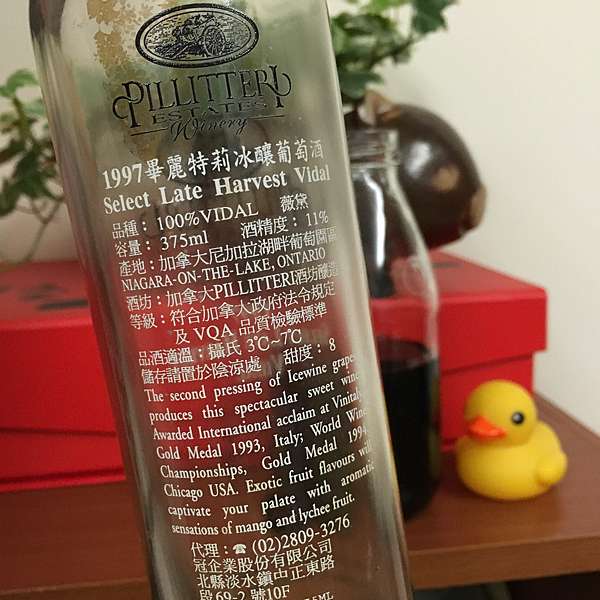 PILLITTERI
ESTATES
Winery
1997畢麗特莉冰釀葡萄酒
Select Late Harvest Vidal
品種：100%VIDAL 薇黛
容量：375ml 酒精度：11%
產地：加拿大尼加拉湖畔葡萄園區
NIAGARA-ON-THE-LAKE, ONTARIO
酒坊：加拿大PILLITTERI酒坊釀造
等級：符合加拿大政府法令規定
及 VQA 品質檢驗標準
品酒適溫：攝氏 3℃~7℃
儲存請置於陰涼處 甜度：8
The second pressing of Icewine grapes
produces this spectacular sweet wine.
Awarded International acclaim at Vinitaly
Gold Medal 1993, Italy; World Wine
Championships, Gold Medal 1994
Chicago USA. Exotic fruit flavours will
captivate your palate with aromatic
sensations of mango and lychee fruit.
代理：☎ (02)2809-3276
冠企業股份有限公司
北縣淡水鎮中正東路
段69-2 號10F